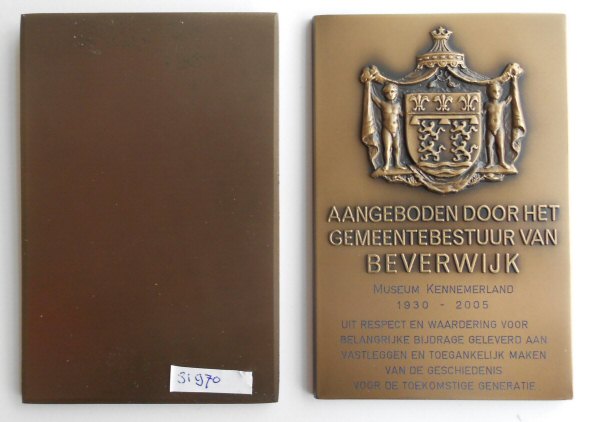 Si 970
AANGEBODEN DOOR HET
GEMEENTEBESTUUR VAN
BEVERWIJK
MUSEUM KENNEMERLAND
1930 - 2005
UIT RESPECT EN WAARDERING VOOR
BELANGRIJKE BIJDRAGE GELEVERD AAN
VASTLEGGEN EN TOEGANKELIJK MAKEN
VAN DE GESCHIEDENIS
VOOR DE TOEKOMSTIGE GENERATIE.